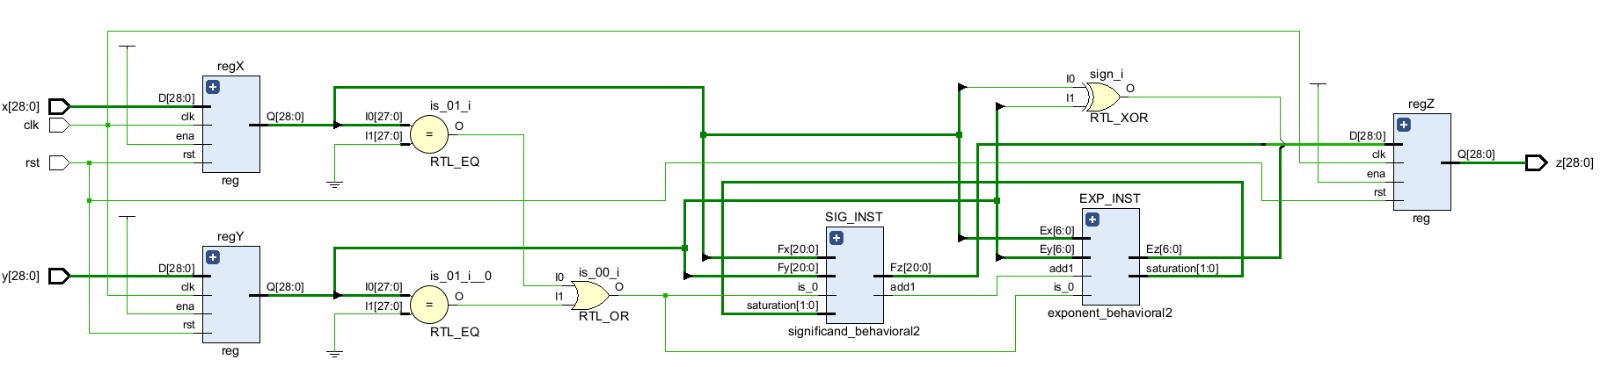 regX
x[28:0]
D[28:0]
clk
clk
Q[28:0]
ena
rst
rst
reg
I0[27:0]
I1[27:0]
is_01_i
=
O
RTL_EQ
regY
y[28:0]
D[28:0]
clk
ena
rst
Q[28:0]
reg
I0[27:0]
I1[27:0]
is_01_i__0
=
O
RTL_EQ
is_00_i
I0
I1
O
RTL_OR
SIG_INST
Fx[20:0]
Fy[20:0]
is_0
saturation[1:0]
Fz[20:0]
add1
significand_behavioral2
sign_i
I0
I1
O
RTL_XOR
EXP_INST
Ex[6:0]
Ey[6:0]
add1
is_0
Ez[6:0]
saturation[1:0]
exponent_behavioral2
regZ
D[28:0]
clk
ena
rst
Q[28:0]
z[28:0]
reg